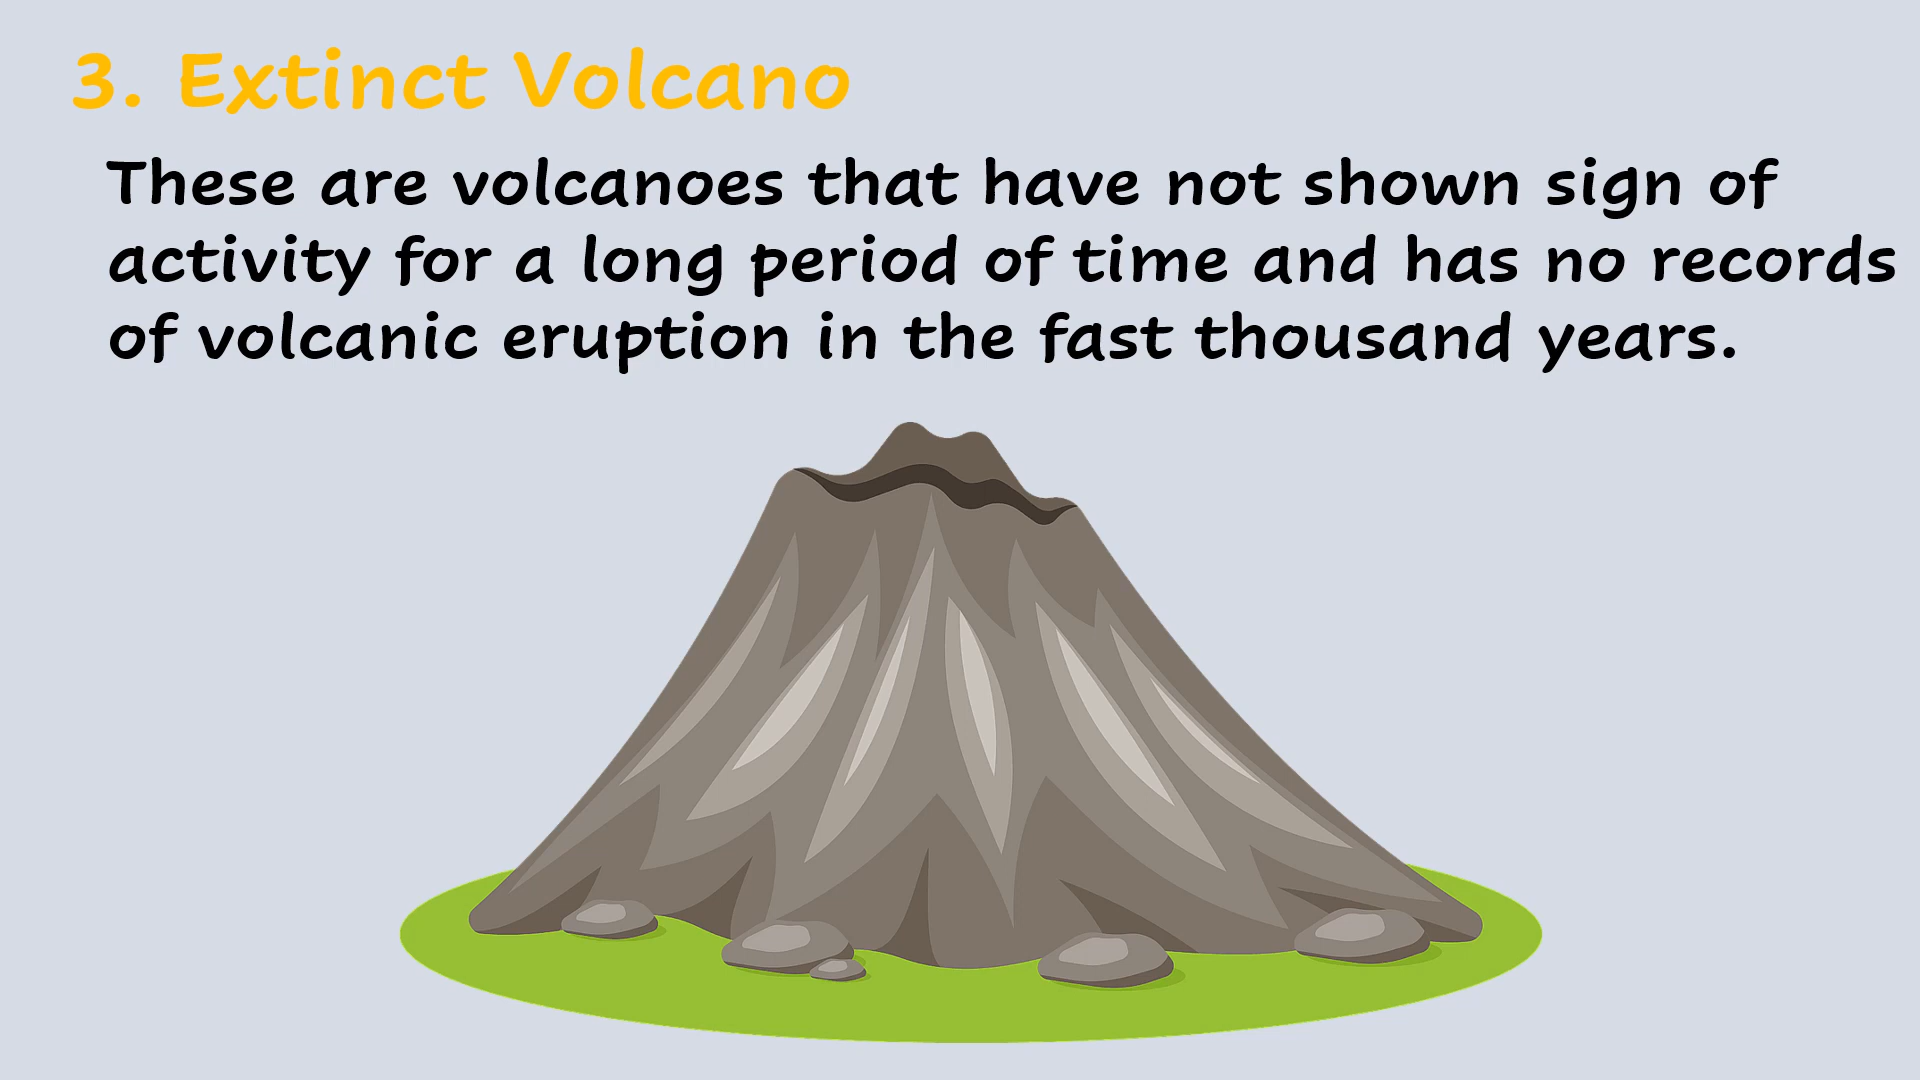 3. Extinct Volcano
These are volcanoes that have not shown sign of
activity for a long period of time and has no records
of volcanic eruption in the fast thousand years.